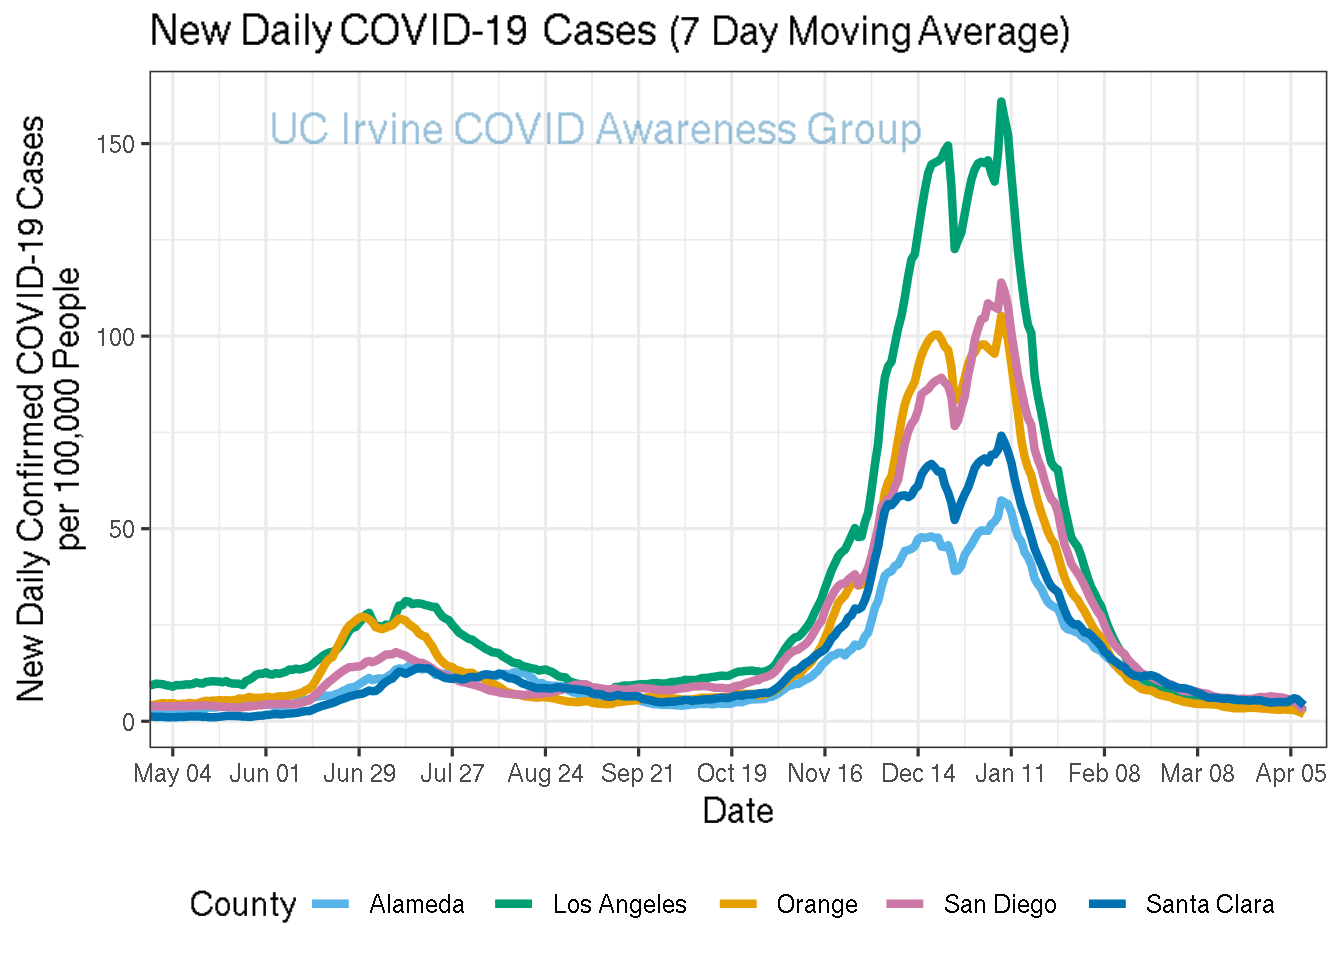 New Daily COVID-19 Cases (7 Day Moving Average)
UC Irvine COVID Awareness Group
New Daily Confirmed COVID-19 Cases
per 100,000 People
150
100
50
0
May 04 Jun 01 Jun 29 Jul 27 Aug 24 Sep 21 Oct 19 Nov 16 Dec 14 Jan 11 Feb 08 Mar 08 Apr 05
Date
County Alameda Los Angeles Orange San Diego Santa Clara